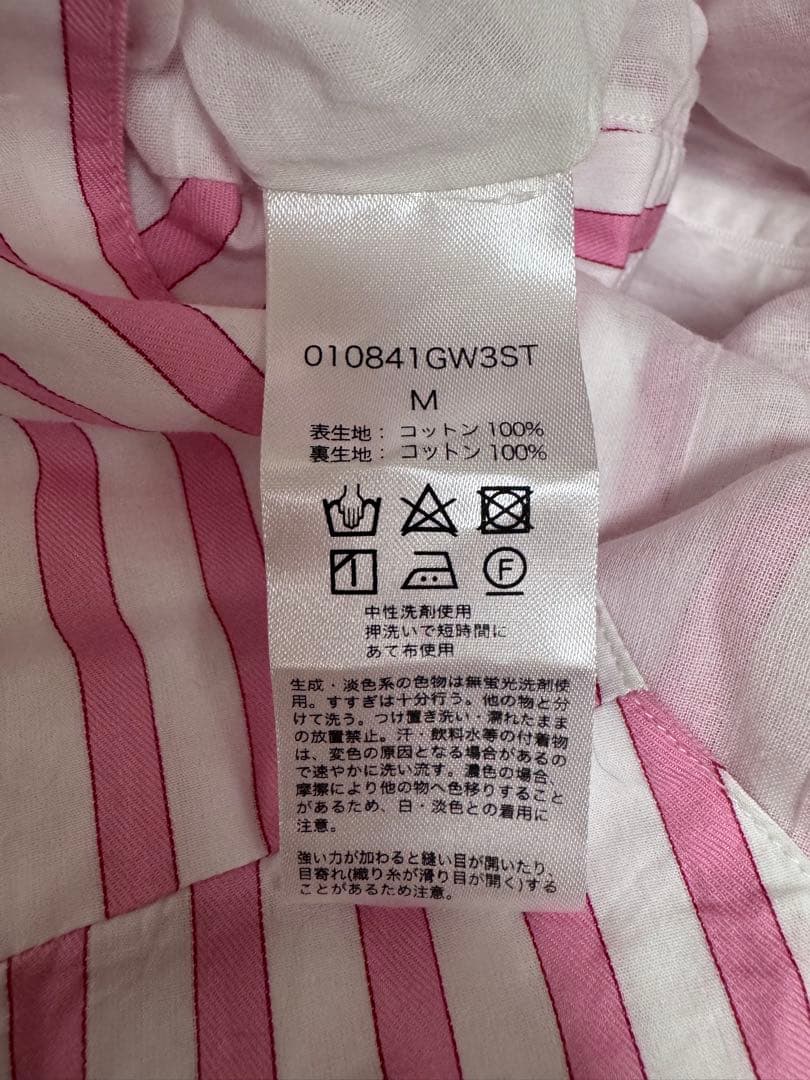 010841GW3ST
M
表生地： コットン 100%
裏生地： コットン 100%
F
中性洗剤使用
押洗いで短時間に
あて布使用
生成・淡色系の色物は無蛍光洗剤使
用。すすぎは十分行う。他の物と分
けて洗う。つけ置き洗い・濡れたまま
の放置禁止。汗・飲料水等の付着物
は、変色の原因となる場合があるの
で速やかに洗い流す。濃色の場合、
摩擦により他の物へ色移りすること
があるため、白・淡色との着用に
注意。
強い力が加わると縫い目が開いたり、
目寄れ(織り糸が滑り目が開く)する
ことがあるため注意。